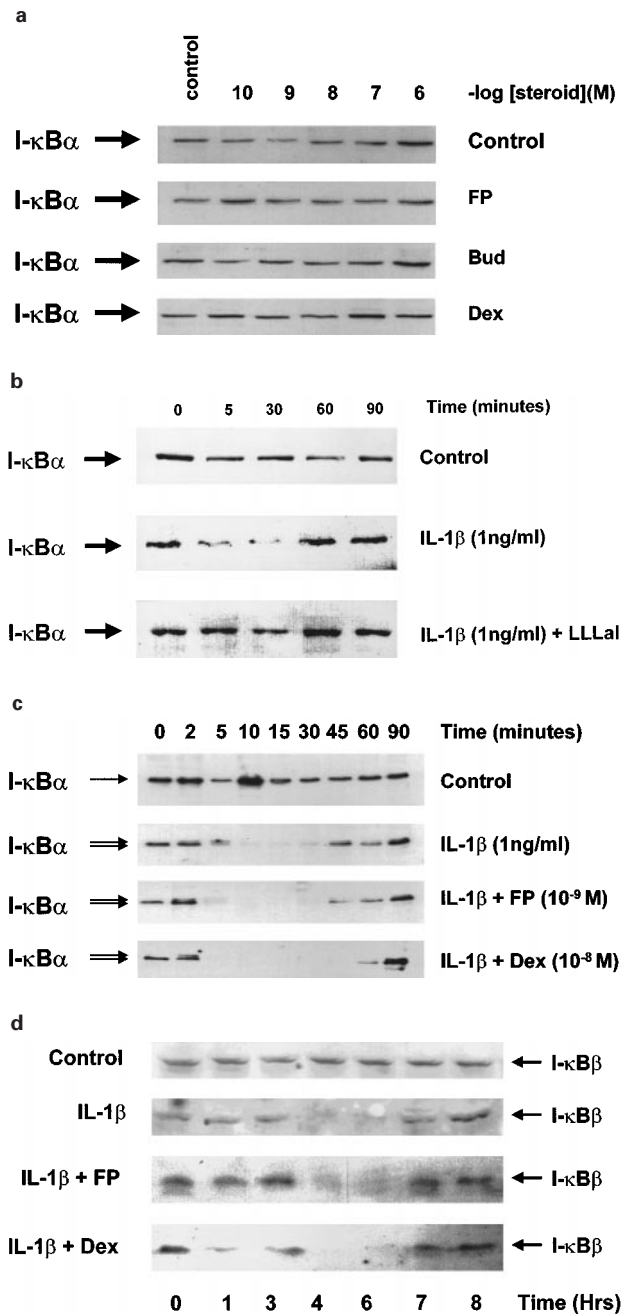 a
control 10 9 8 7 6 -log [steroid](M)
I-κBα Control
I-κBα FP
I-κBα Bud
I-κBα Dex
b
0 5 30 60 90 Time (minutes)
I-κBα Control
I-κBα IL-1β (1ng/ml)
I-κBα IL-1β (1ng/ml) + LLLal
c
0 2 5 10 15 30 45 60 90 Time (minutes)
I-κBα Control
I-κBα IL-1β (1ng/ml)
I-κBα IL-1β + FP (10⁻⁹ M)
I-κBα IL-1β + Dex (10⁻⁸ M)
d
Control I-κBβ
IL-1β I-κBβ
IL-1β + FP I-κBβ
IL-1β + Dex I-κBβ
0 1 3 4 6 7 8 Time (Hrs)